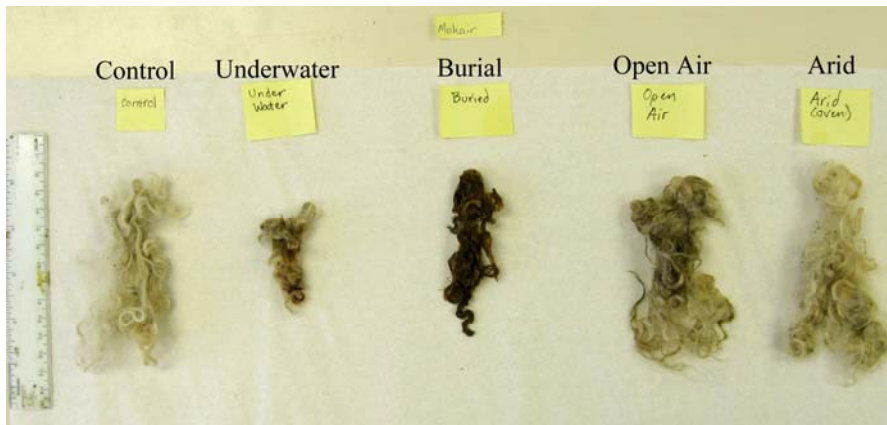 Mohair
Control Underwater Burial Open Air Arid
Control
Under
Water
Buried
Open
Air
Arid
(oven)